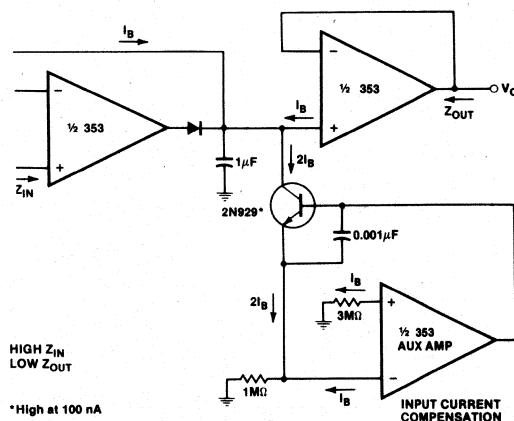 I_B
−
½ 353
+
Z_IN
1µF
−
½ 353
+
I_B
V_O
Z_OUT
2I_B
2N929*
0.001µF
2I_B
I_B
3MΩ
+
½ 353
AUX AMP
−
1MΩ
I_B
HIGH Z_IN
LOW Z_OUT
*High at 100 nA
INPUT CURRENT
COMPENSATION